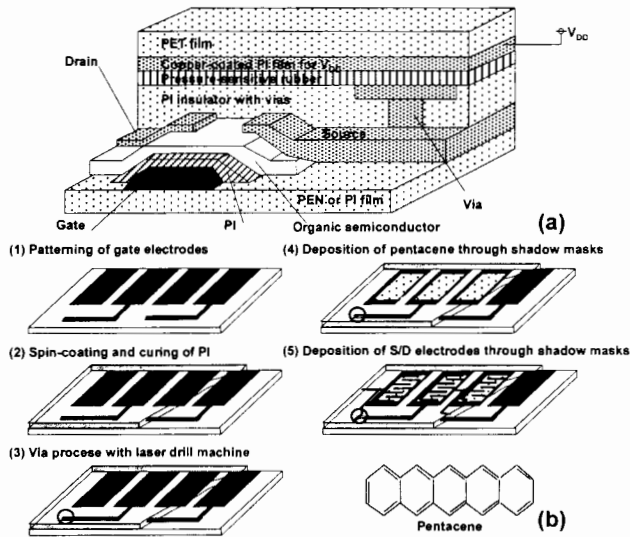 PET film
V_DD
Copper-coated PI film for V_DD
Drain
Pressure-sensitive rubber
PI insulator with vias
Source
PEN or PI film
Via
Gate
PI
Organic semiconductor
(a)
(1) Patterning of gate electrodes
(2) Spin-coating and curing of PI
(3) Via procese with laser drill machine
(4) Deposition of pentacene through shadow masks
(5) Deposition of S/D electrodes through shadow masks
Pentacene
(b)